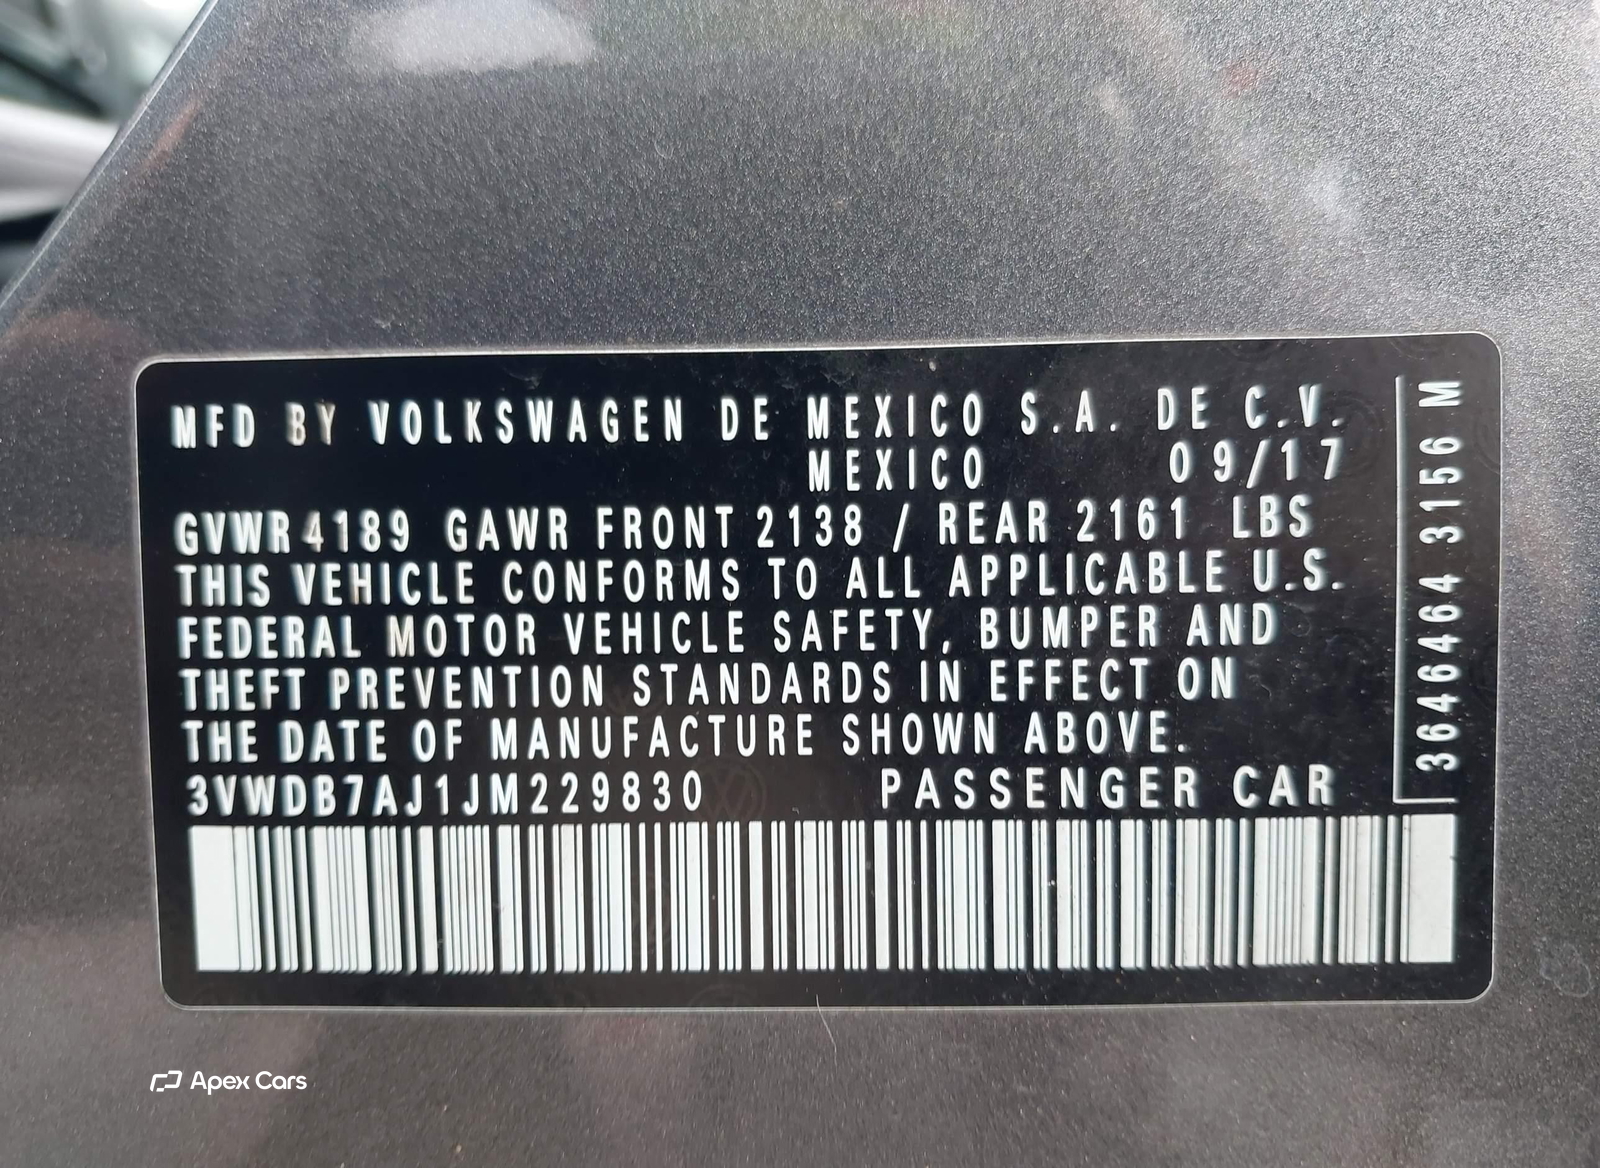 MFD BY VOLKSWAGEN DE MEXICO S.A. DE C.V.
MEXICO 09/17
GVWR 4189 GAWR FRONT 2138 / REAR 2161 LBS
THIS VEHICLE CONFORMS TO ALL APPLICABLE U.S.
FEDERAL MOTOR VEHICLE SAFETY, BUMPER AND
THEFT PREVENTION STANDARDS IN EFFECT ON
THE DATE OF MANUFACTURE SHOWN ABOVE.
3VWDB7AJ1JM229830 PASSENGER CAR
3646464 3156 M
Apex Cars